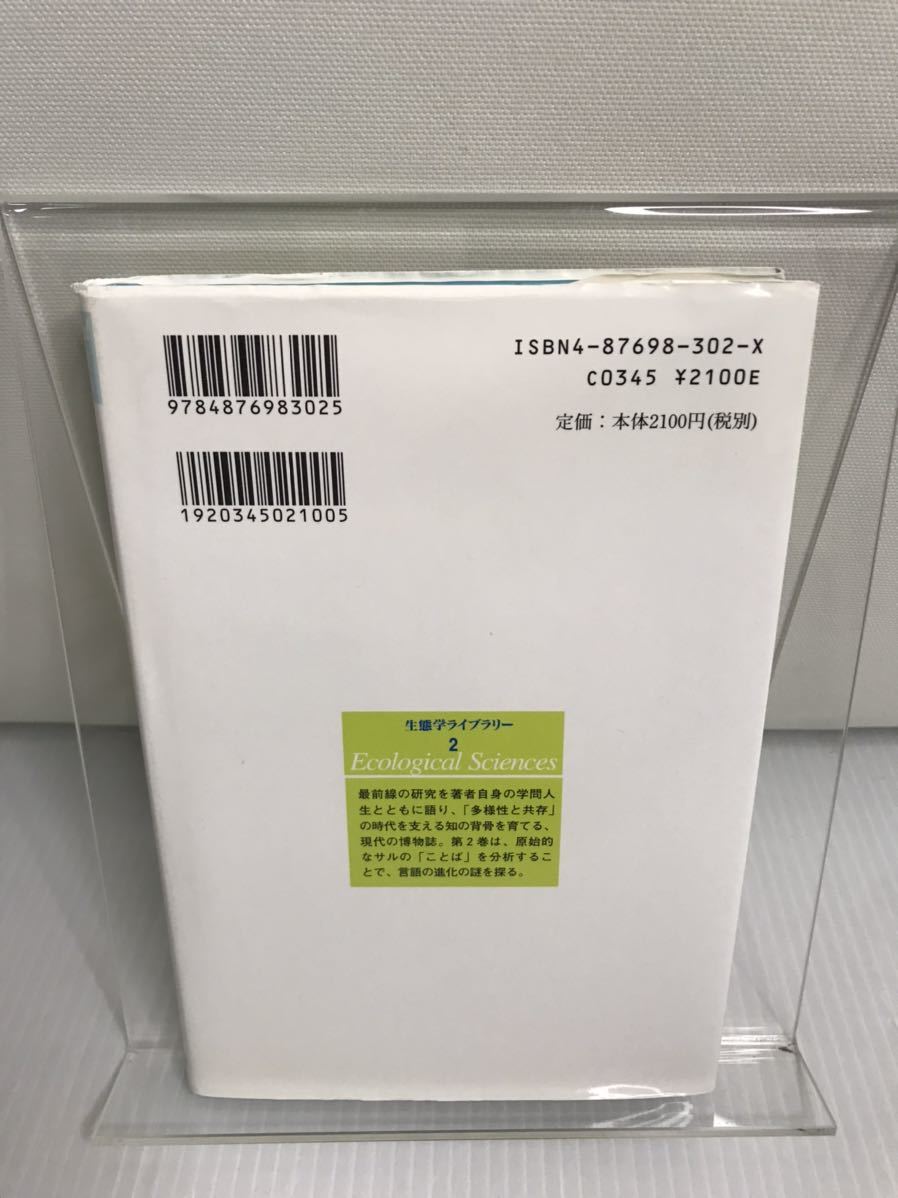 ISBN4-87698-302-X
C0345 ¥2100E
定価：本体2100円(税別)
9784876983025
1920345021005
生態学ライブラリー
2
Ecological Sciences
最前線の研究を著者自身の学問人
生とともに語り、「多様性と共存」
の時代を支える知の背骨を育てる、
現代の博物誌。第２巻は、原始的
なサルの「ことば」を分析するこ
とで、言語の進化の謎を探る。